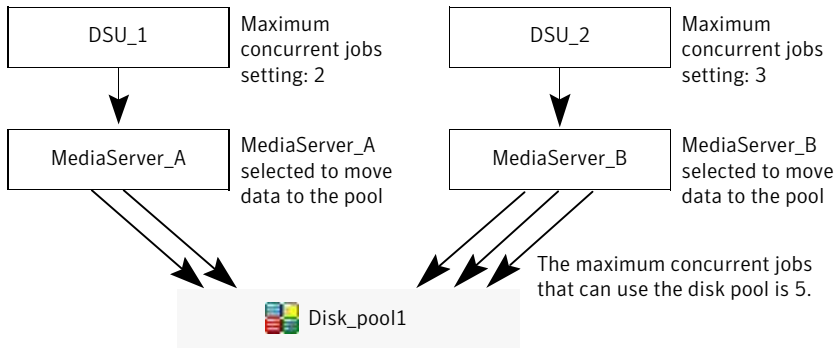 DSU_1
Maximum
concurrent jobs
setting: 2
DSU_2
Maximum
concurrent jobs
setting: 3
MediaServer_A
MediaServer_A
selected to move
data to the pool
MediaServer_B
MediaServer_B
selected to move
data to the pool
The maximum concurrent jobs
that can use the disk pool is 5.
Disk_pool1